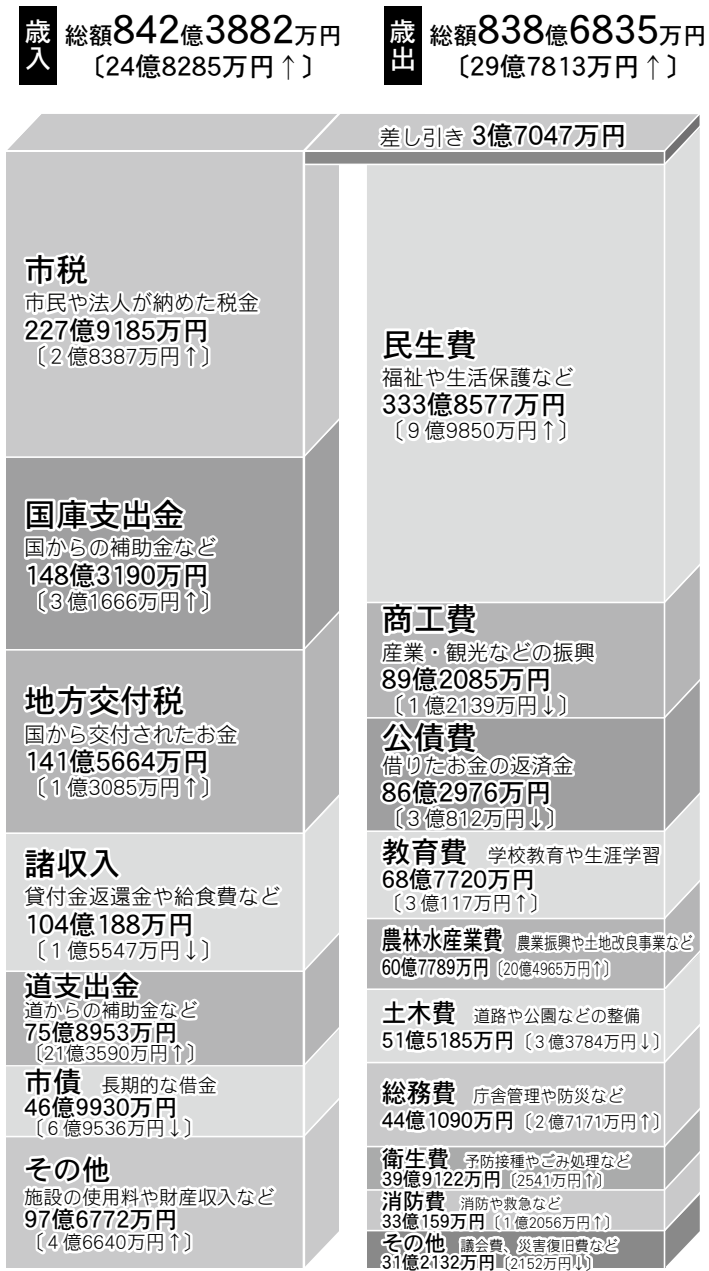 歳入
総額842億3882万円
〔24億8285万円↑〕
歳出
総額838億6835万円
〔29億7813万円↑〕
差し引き 3億7047万円
市税
市民や法人が納めた税金
227億9185万円
〔2億8387万円↑〕
国庫支出金
国からの補助金など
148億3190万円
〔3億1666万円↑〕
地方交付税
国から交付されたお金
141億5664万円
〔1億3085万円↑〕
諸収入
貸付金返還金や給食費など
104億188万円
〔1億5547万円↓〕
道支出金
道からの補助金など
75億8953万円
〔21億3590万円↑〕
市債 長期的な借金
46億9930万円
〔6億9536万円↓〕
その他
施設の使用料や財産収入など
97億6772万円
〔4億6640万円↑〕
民生費
福祉や生活保護など
333億8577万円
〔9億9850万円↑〕
商工費
産業・観光などの振興
89億2085万円
〔1億2139万円↓〕
公債費
借りたお金の返済金
86億2976万円
〔3億812万円↓〕
教育費 学校教育や生涯学習
68億7720万円
〔3億117万円↑〕
農林水産業費 農業振興や土地改良事業など
60億7789万円〔20億4965万円↑〕
土木費 道路や公園などの整備
51億5185万円〔3億3784万円↓〕
総務費 庁舎管理や防災など
44億1090万円〔2億7171万円↑〕
衛生費 予防接種やごみ処理など
39億9122万円〔2541万円↑〕
消防費 消防や救急など
33億159万円〔1億2056万円↑〕
その他 議会費、災害復旧費など
31億2132万円〔2152万円↓〕